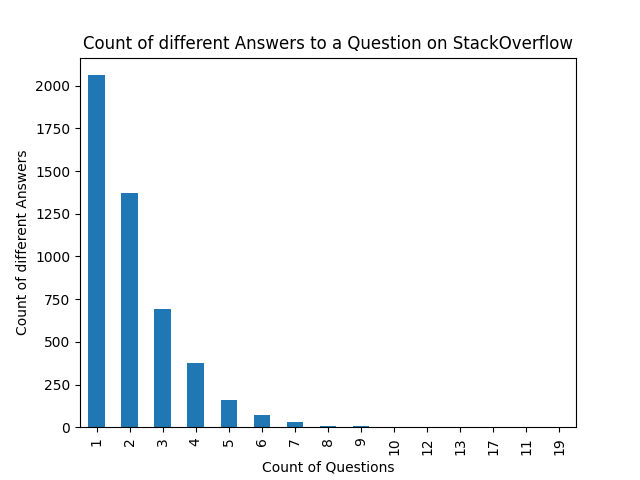 Count of different Answers to a Question on StackOverflow
2000
1750
1500
1250
1000
750
500
250
0
Count of different Answers
1 2 3 4 5 6 7 8 9 10 12 13 17 11 19
Count of Questions